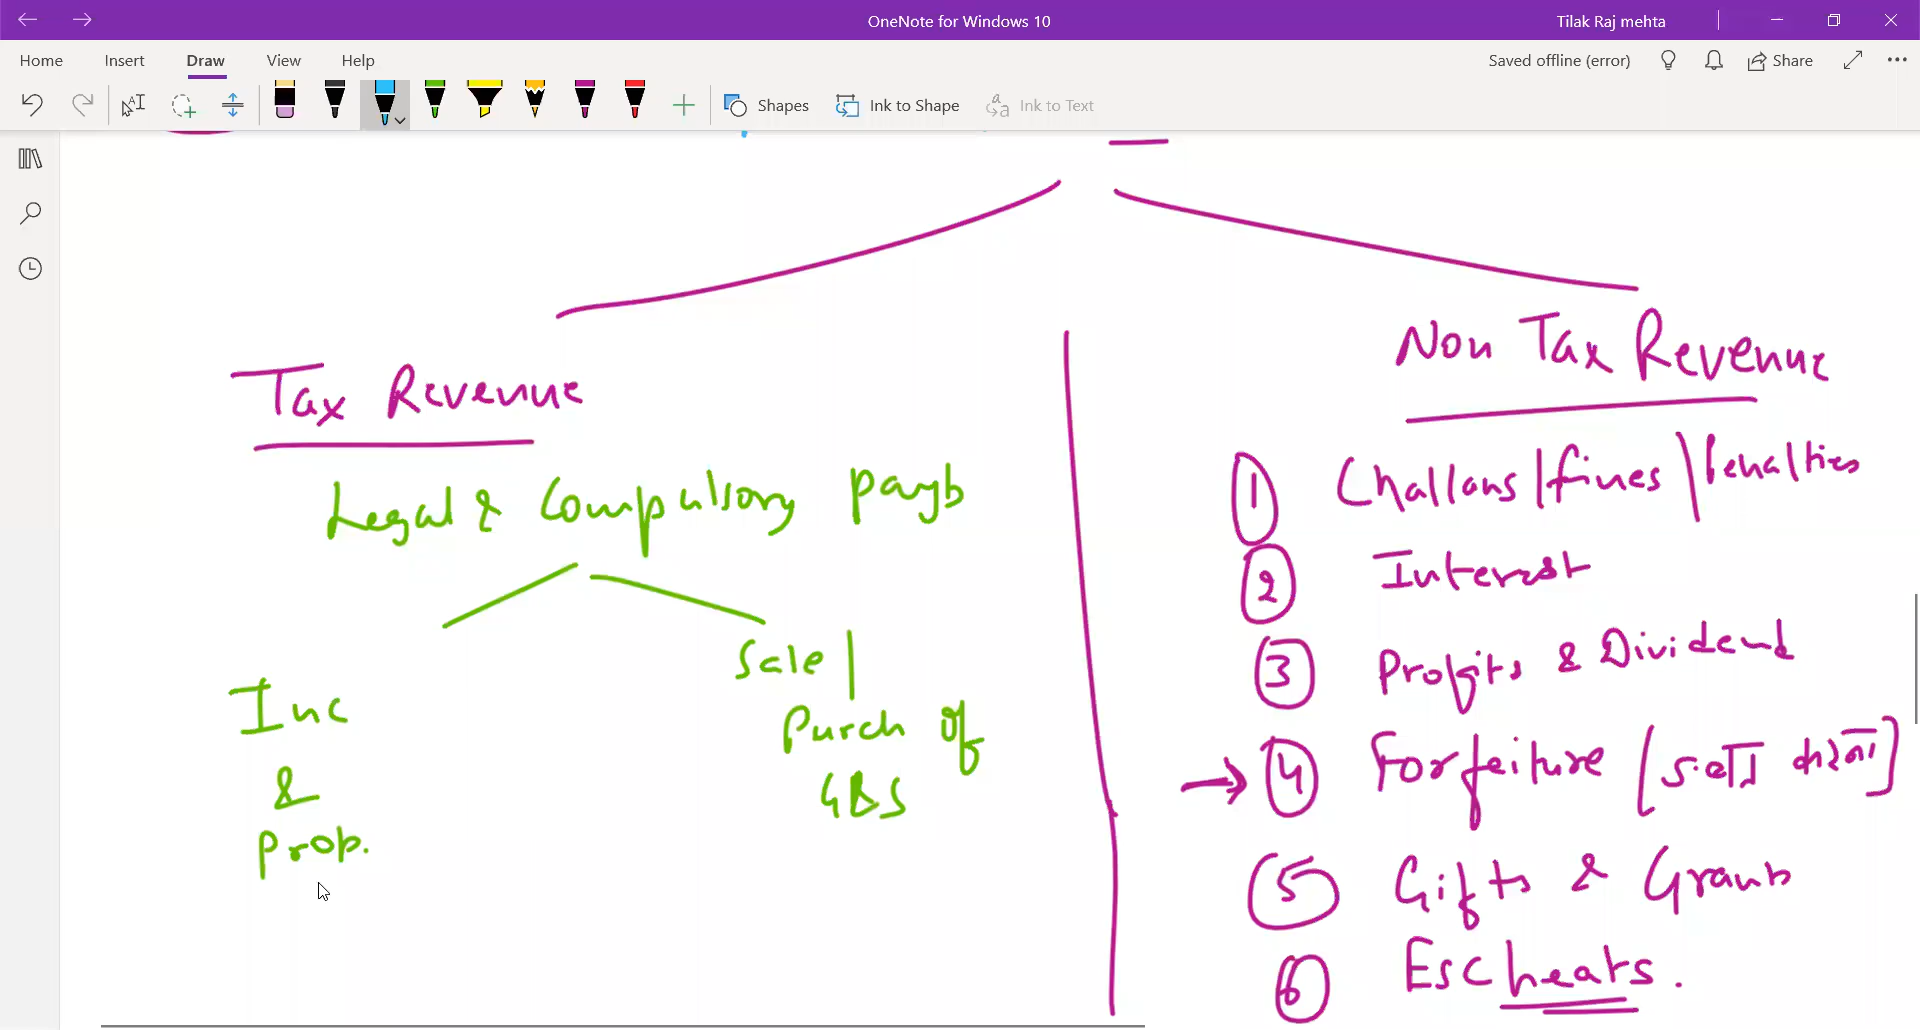 OneNote for Windows 10
Tilak Raj mehta
Home Insert Draw View Help
Saved offline (error)
Share
Shapes
Ink to Shape
Ink to Text
Tax Revenue
Legal & Compulsory
Inc
&
Prop.
Sale |
Purch of
G&S
Non Tax Revenue
1 Challans | fines | Penalties
2 Interest
3 Profits & Dividend
4 Forfeiture [
5 Gifts & Grants
6 Escheats.